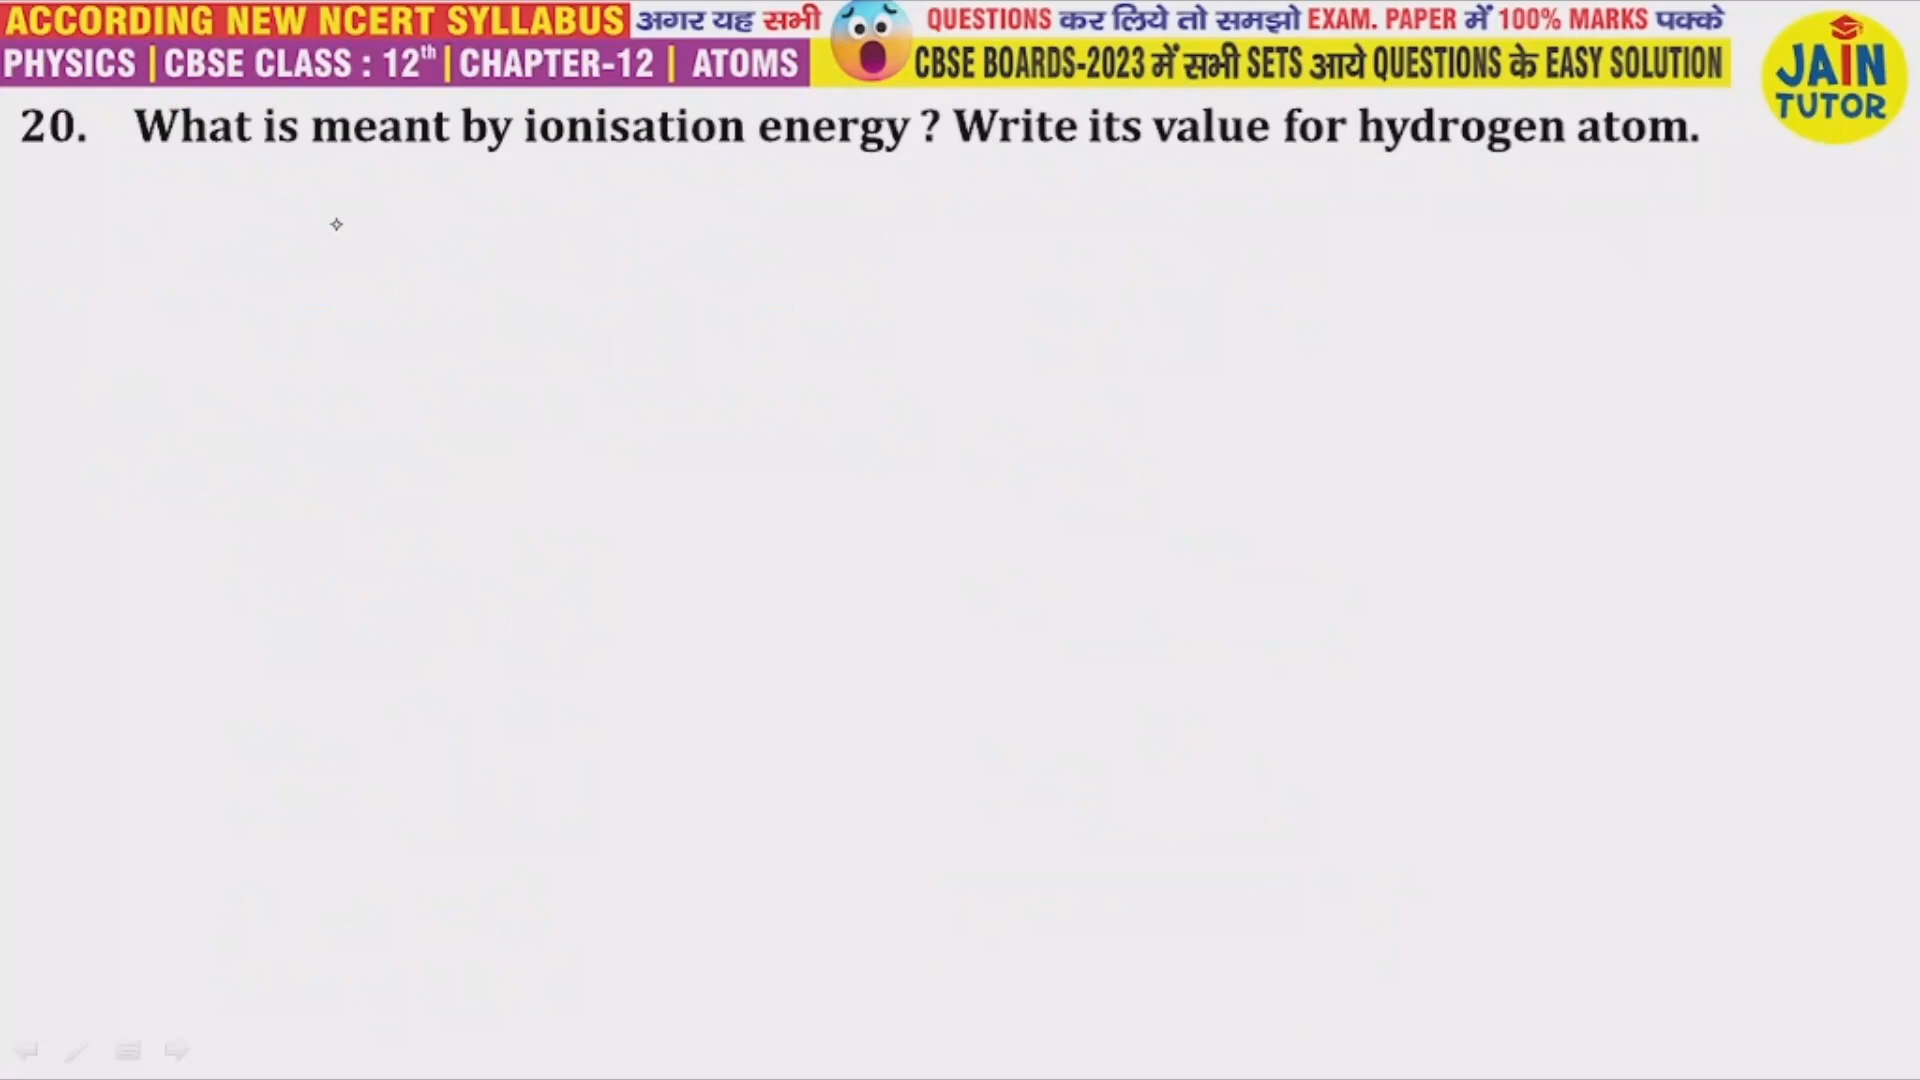 ACCORDING NEW NCERT SYLLABUS अगर यह सभी QUESTIONS कर लिये तो समझो EXAM. PAPER में 100% MARKS पक्के
PHYSICS | CBSE CLASS : 12th | CHAPTER-12 | ATOMS CBSE BOARDS-2023 में सभी SETS आये QUESTIONS के EASY SOLUTION
JAIN
TUTOR
20. What is meant by ionisation energy ? Write its value for hydrogen atom.